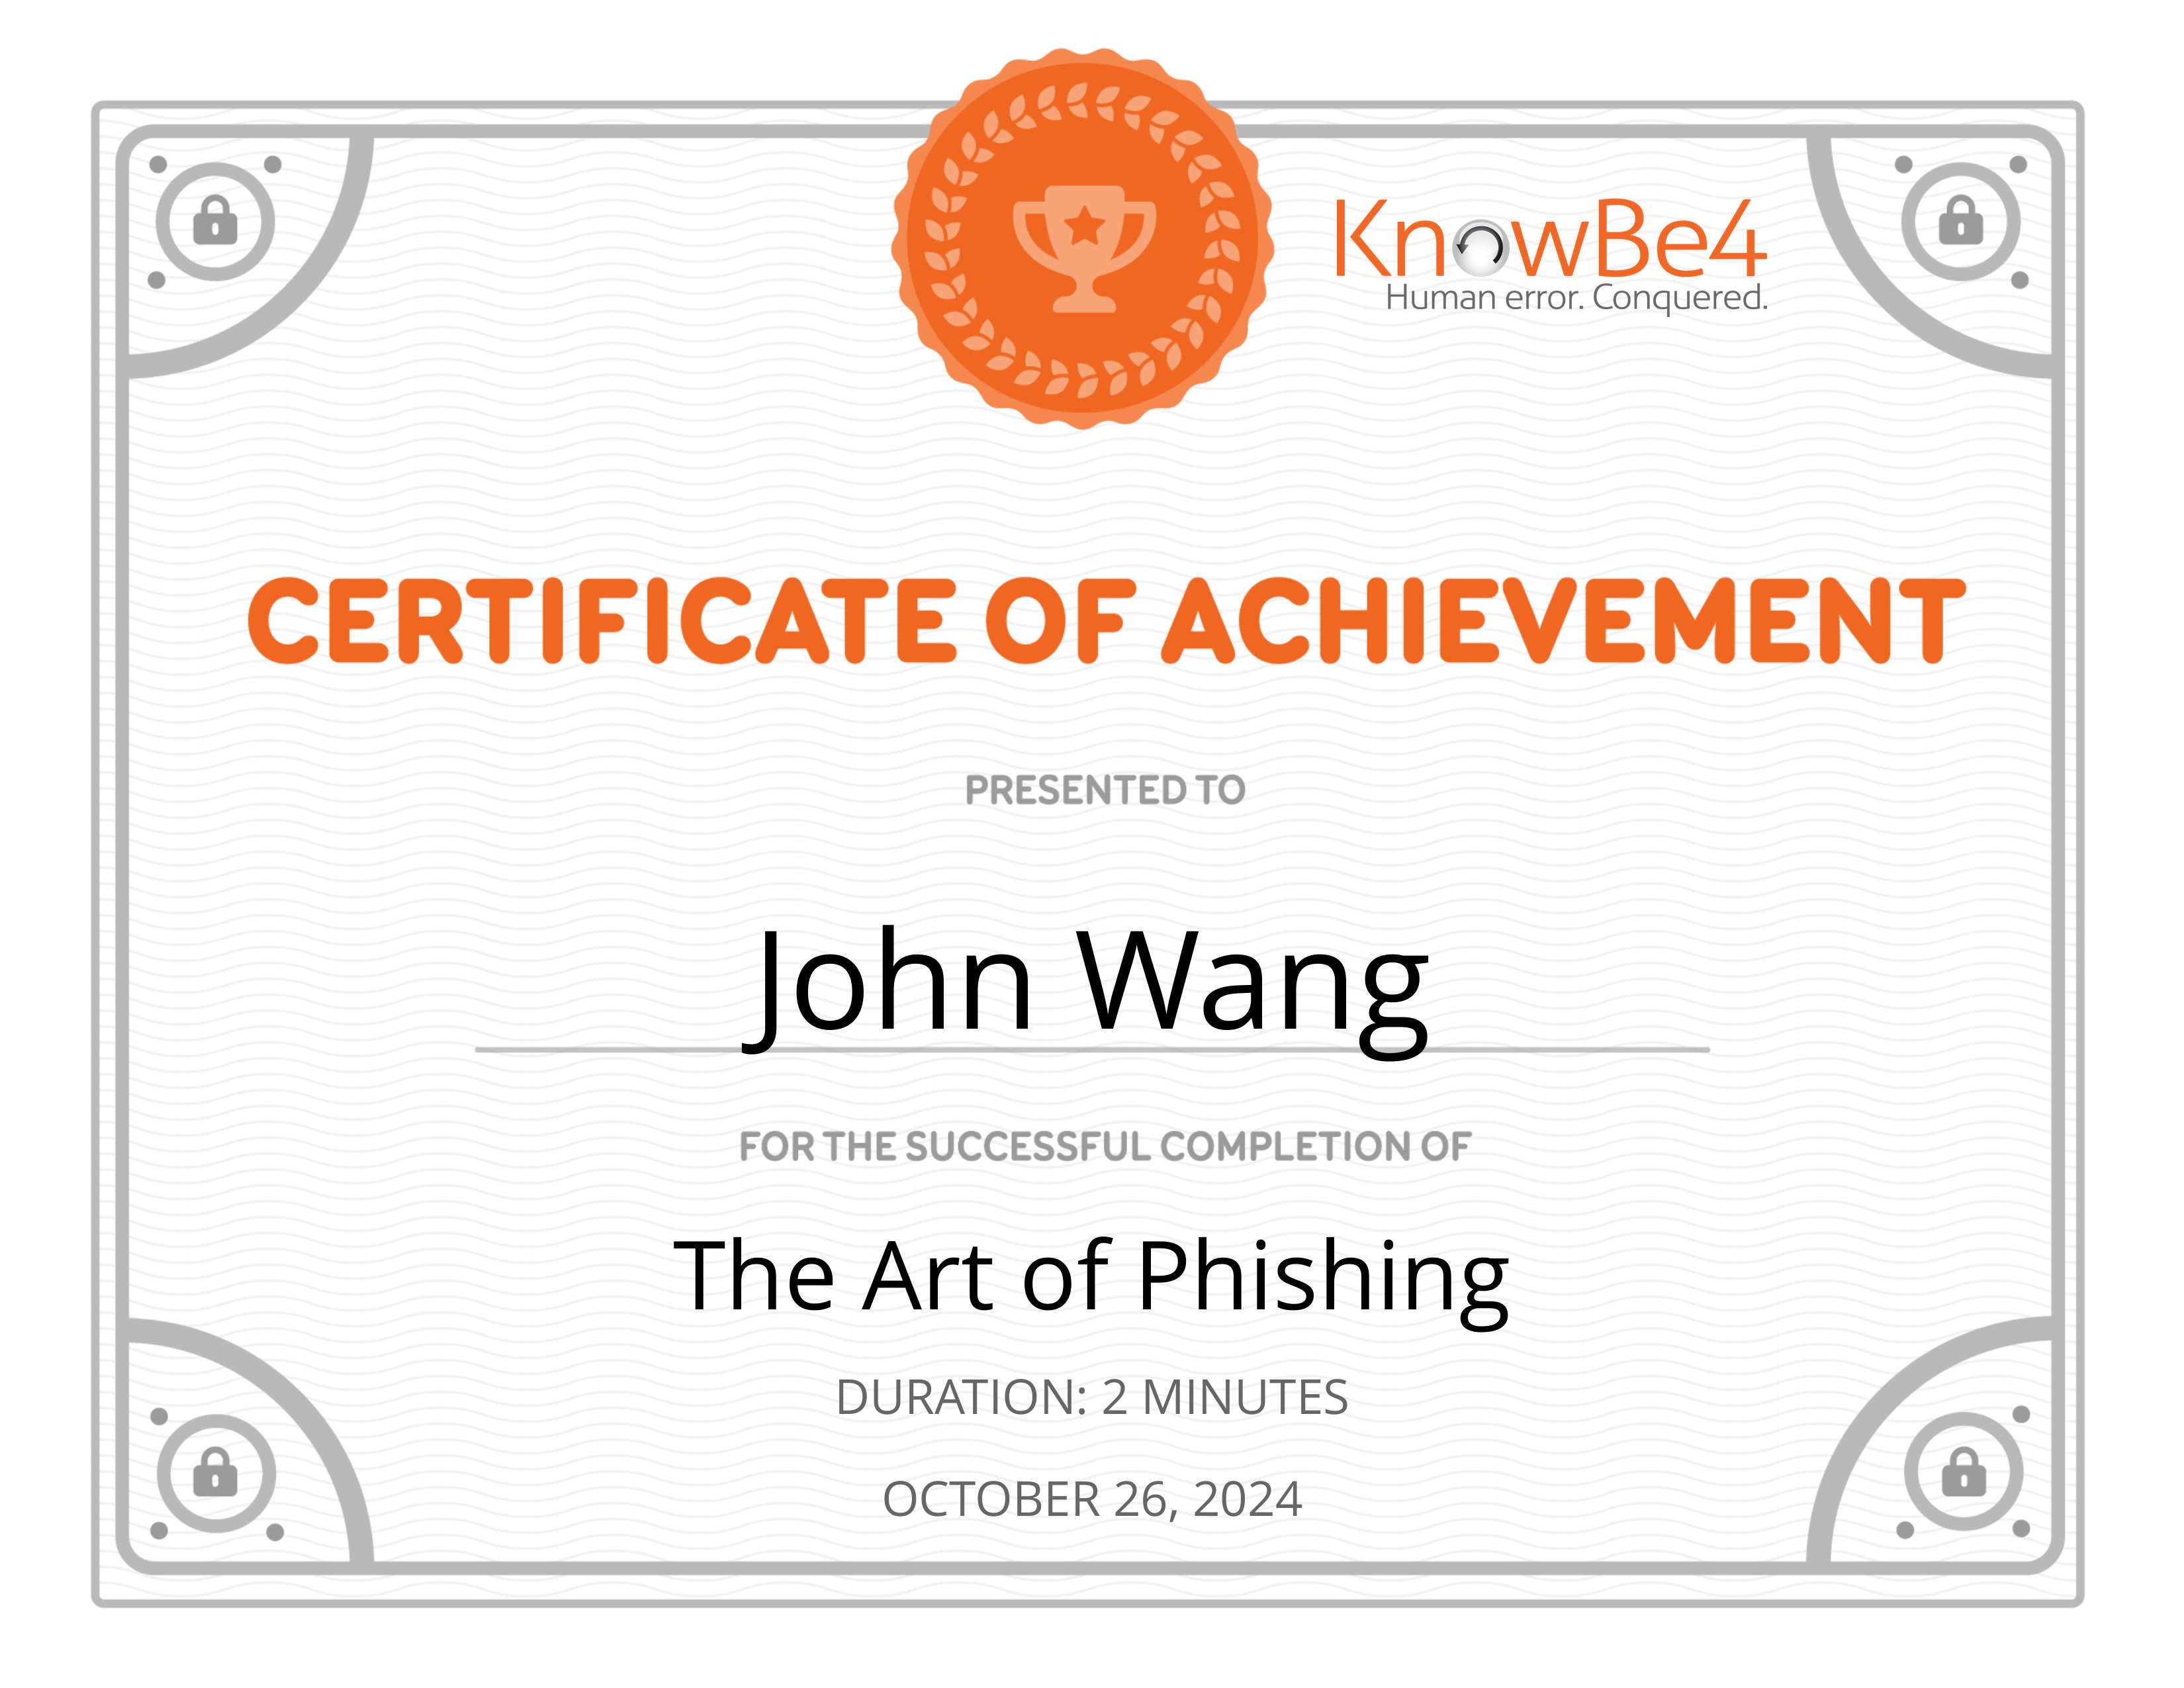 KnowBe4
Human error. Conquered.
CERTIFICATE OF ACHIEVEMENT
PRESENTED TO
John Wang
FOR THE SUCCESSFUL COMPLETION OF
The Art of Phishing
DURATION: 2 MINUTES
OCTOBER 26, 2024